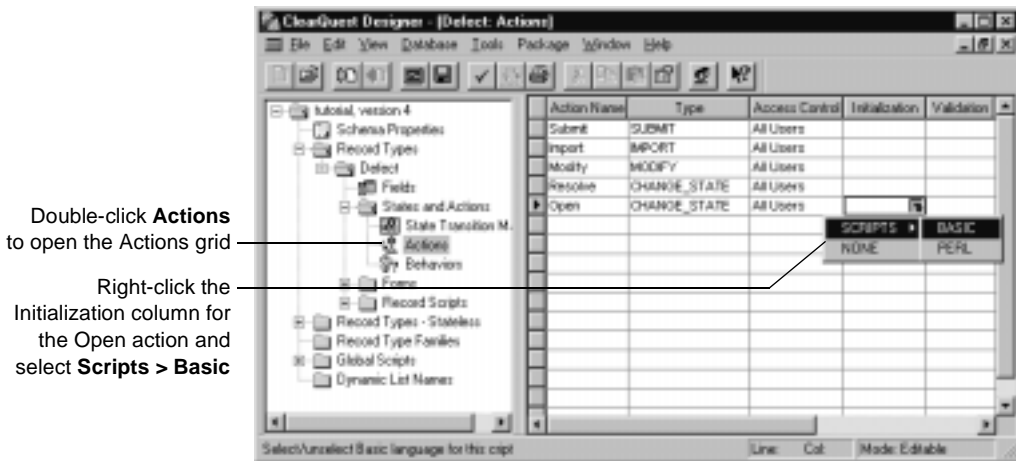 ClearQuest Designer - [Defect: Actions]
File Edit View Database Tools Package Window Help
Double-click Actions
to open the Actions grid
Right-click the
Initialization column for
the Open action and
select Scripts > Basic
tutorial, version 4
Schema Properties
Record Types
Defect
Fields
States and Actions
State Transition M
Actions
Behaviors
Forms
Record Scripts
Record Types - Stateless
Record Type Families
Global Scripts
Dynamic List Names
Action Name Type Access Control Initialization Validation
Submit SUBMIT All Users
Import IMPORT All Users
Modify MODIFY All Users
Resolve CHANGE_STATE All Users
Open CHANGE_STATE All Users
SCRIPTS BASIC
NONE PERL
Select/unselect Basic language for this cript
Line: Col: Mode: Editable